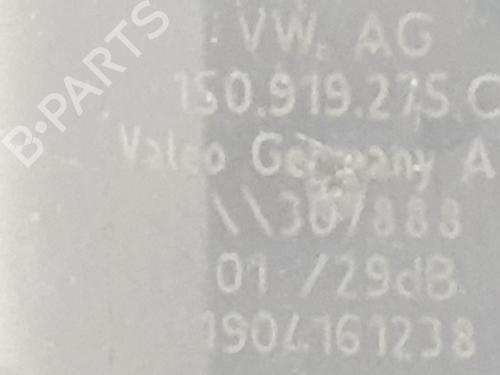 B-PARTS
VW. AG
1S0.919.275.C
Valeo Germany A
\\307888
01 /29dB
1904161238